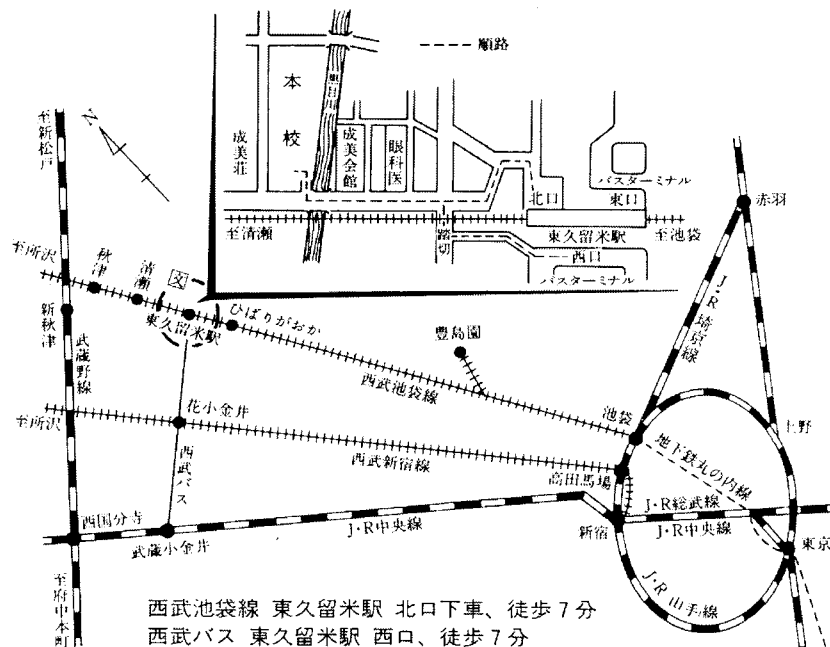 順路
本校
黒目川
成美荘
成美会館
眼科医
北口
東口
バスターミナル
至清瀬
踏切
東久留米駅
至池袋
西口
バスターミナル
N
至新松戸
至所沢
秋津
清瀬
文
東久留米駅
ひばりがおか
新秋津
武蔵野線
豊島園
西武池袋線
赤羽
J・R埼京線
至所沢
花小金井
西武新宿線
西武バス
池袋
上野
地下鉄丸の内線
高田馬場
J・R総武線
J・R中央線
新宿
東京
J・R山手線
西国分寺
武蔵小金井
J・R中央線
至府中本町
西武池袋線 東久留米駅 北口下車、徒歩7分
西武バス 東久留米駅 西口、徒歩7分